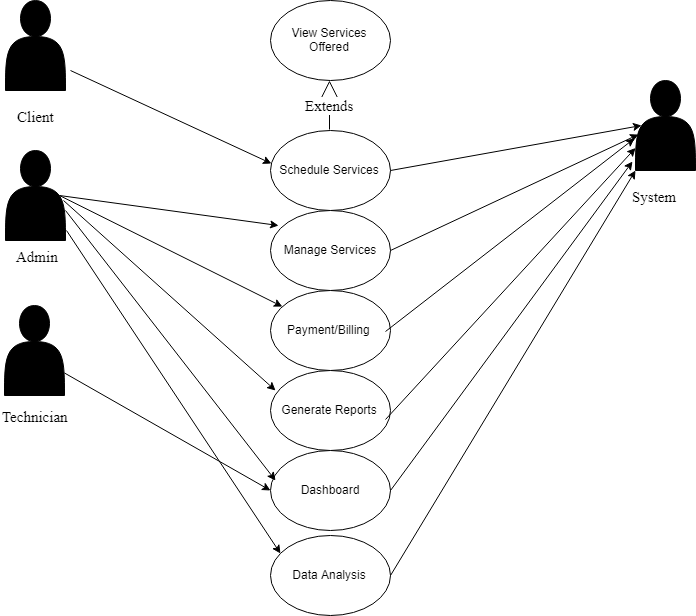 View Services
Offered
Extends
Client
Schedule Services
System
Manage Services
Admin
Payment/Billing
Technician
Generate Reports
Dashboard
Data Analysis